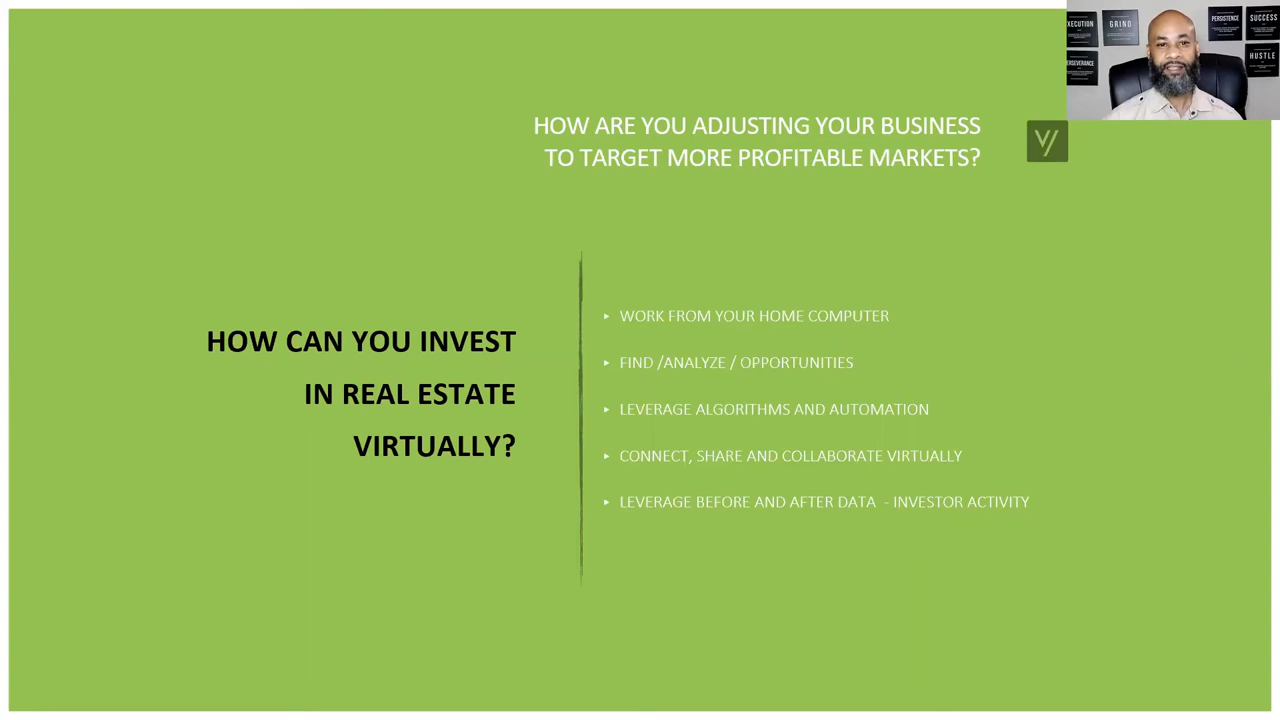 EXECUTION
GRIND
PERSISTENCE
SUCCESS
PERSEVERANCE
HUSTLE
HOW ARE YOU ADJUSTING YOUR BUSINESS
TO TARGET MORE PROFITABLE MARKETS?
HOW CAN YOU INVEST
IN REAL ESTATE
VIRTUALLY?
WORK FROM YOUR HOME COMPUTER
FIND /ANALYZE / OPPORTUNITIES
LEVERAGE ALGORITHMS AND AUTOMATION
CONNECT, SHARE AND COLLABORATE VIRTUALLY
LEVERAGE BEFORE AND AFTER DATA  - INVESTOR ACTIVITY